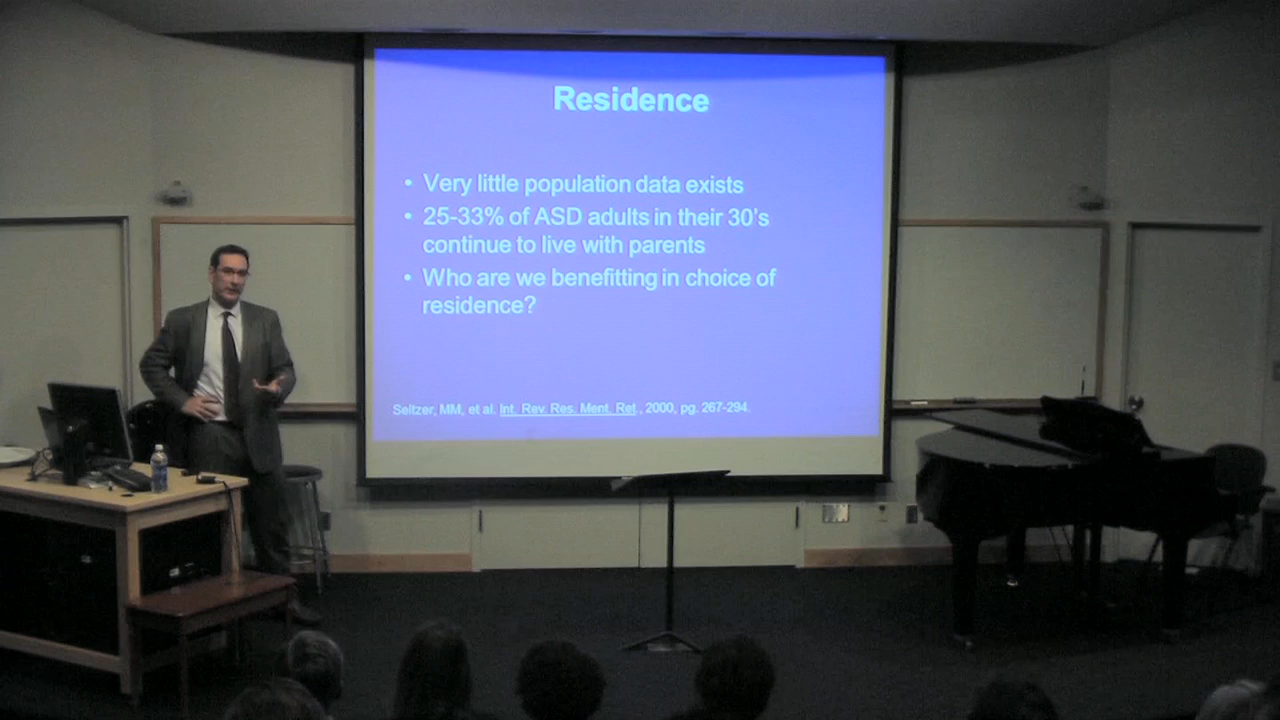 Residence
• Very little population data exists
• 25-33% of ASD adults in their 30's
continue to live with parents
• Who are we benefitting in choice of
residence?
Seltzer, MM, et al. Int. Rev. Res. Ment. Ret., 2000, pg. 267-294.